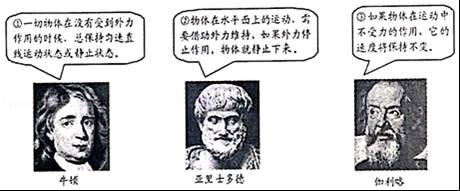 ①一切物体在没有受到外力
作用的时候，总保持匀速直
线运动状态或静止状态。
②物体在水平面上的运动，需
要借助外力维持，如果外力停
止作用，物体就静止下来。
③如果物体在运动中
不受力的作用，它的
速度将保持不变。
牛顿
亚里士多德
伽利略